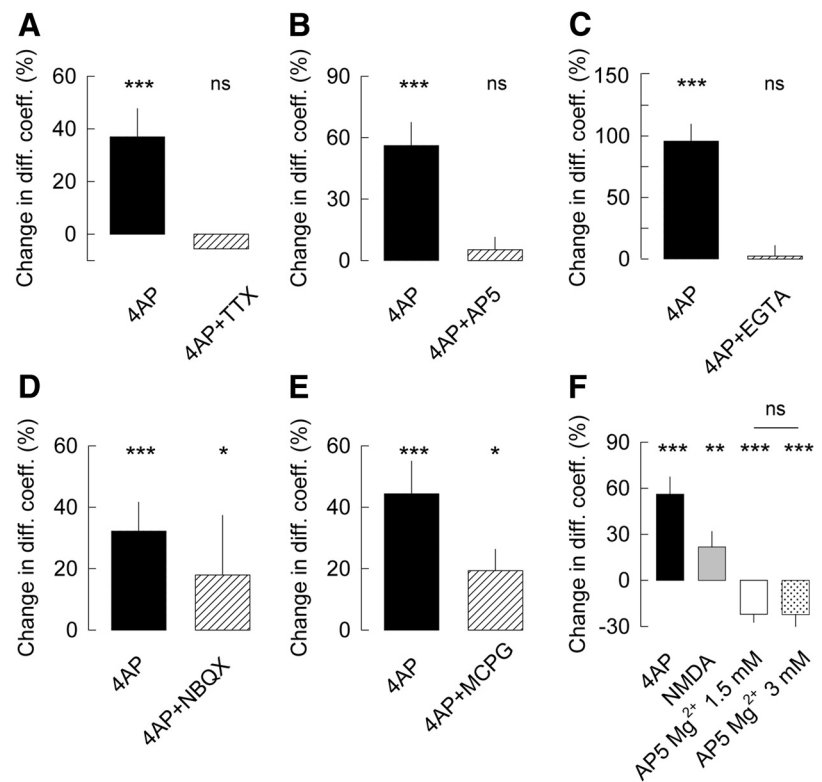 A
Change in diff. coeff. (%)
60
40
20
0
***
ns
4AP
4AP+TTX
B
Change in diff. coeff. (%)
90
60
30
0
***
ns
4AP
4AP+AP5
C
Change in diff. coeff. (%)
150
100
50
0
***
ns
4AP
4AP+EGTA
D
Change in diff. coeff. (%)
60
40
20
0
***
*
4AP
4AP+NBQX
E
Change in diff. coeff. (%)
60
40
20
0
***
*
4AP
4AP+MCPG
F
Change in diff. coeff. (%)
90
60
30
0
-30
ns
*** ** *** ***
4AP
NMDA
AP5 Mg²⁺ 1.5 mM
AP5 Mg²⁺ 3 mM